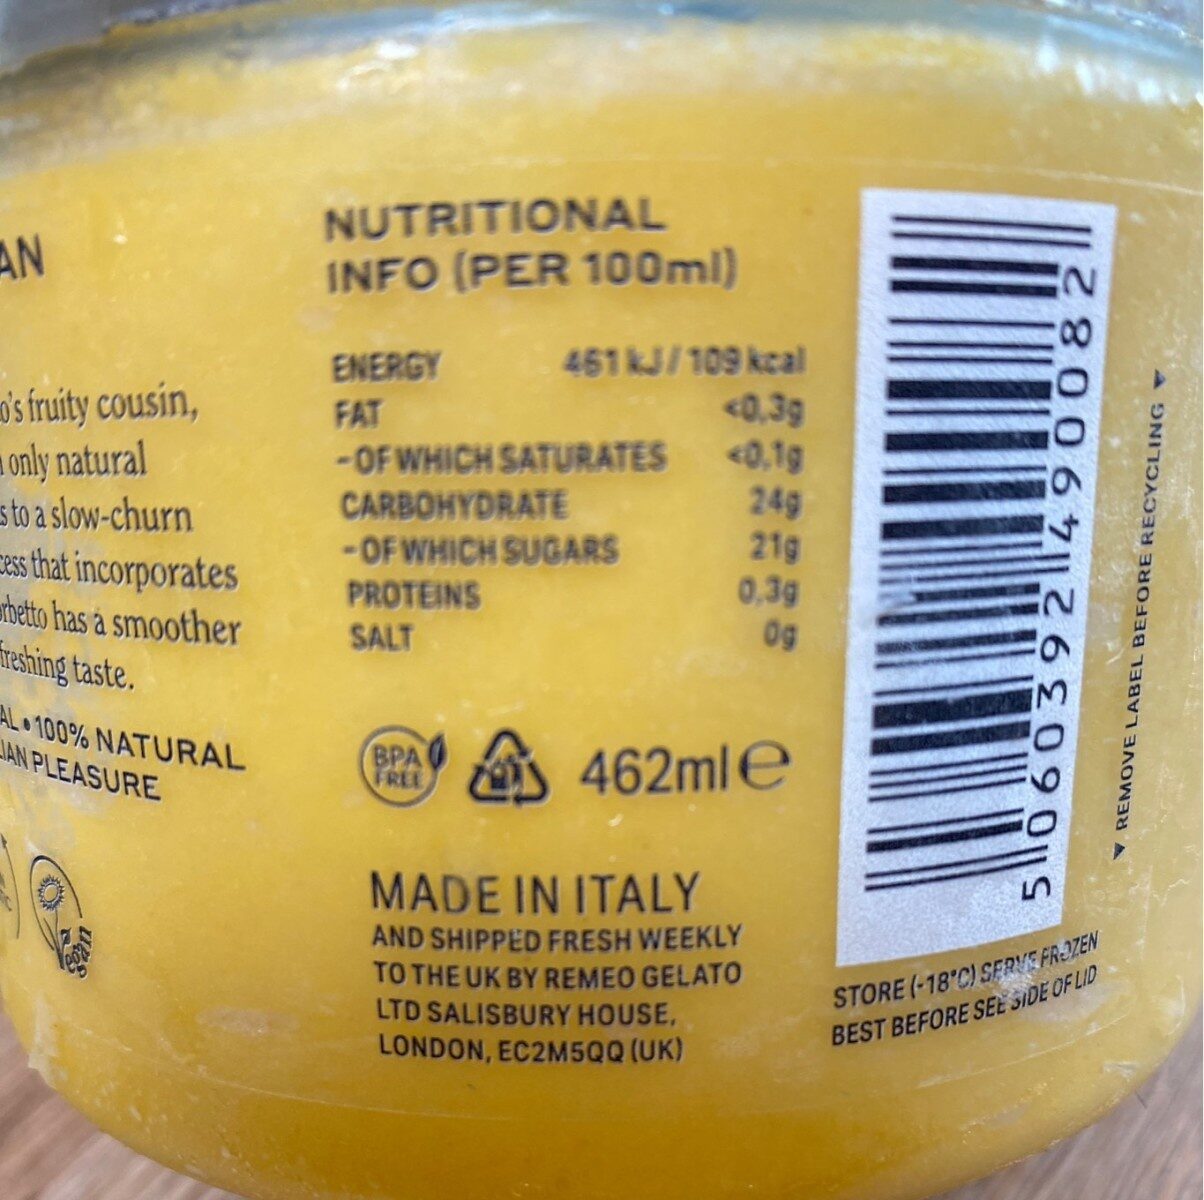 AN
o's fruity cousin,
only natural
s to a slow-churn
cess that incorporates
rbetto has a smoother
freshing taste.
AL • 100% NATURAL
IAN PLEASURE
Vegan
NUTRITIONAL
INFO (PER 100ml)
ENERGY 461 kJ / 109 kcal
FAT <0,3g
-OF WHICH SATURATES <0,1g
CARBOHYDRATE 24g
-OF WHICH SUGARS 21g
PROTEINS 0,3g
SALT 0g
BPA
FREE
462ml e
MADE IN ITALY
AND SHIPPED FRESH WEEKLY
TO THE UK BY REMEO GELATO
LTD SALISBURY HOUSE,
LONDON, EC2M5QQ (UK)
5 060392 490082
STORE (-18°C) SERVE FROZEN
BEST BEFORE SEE SIDE OF LID
▼ REMOVE LABEL BEFORE RECYCLING ▼